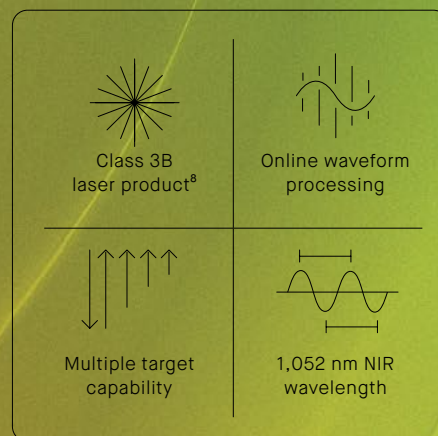 Class 3B
laser product⁸
Online waveform
processing
Multiple target
capability
1,052 nm NIR
wavelength